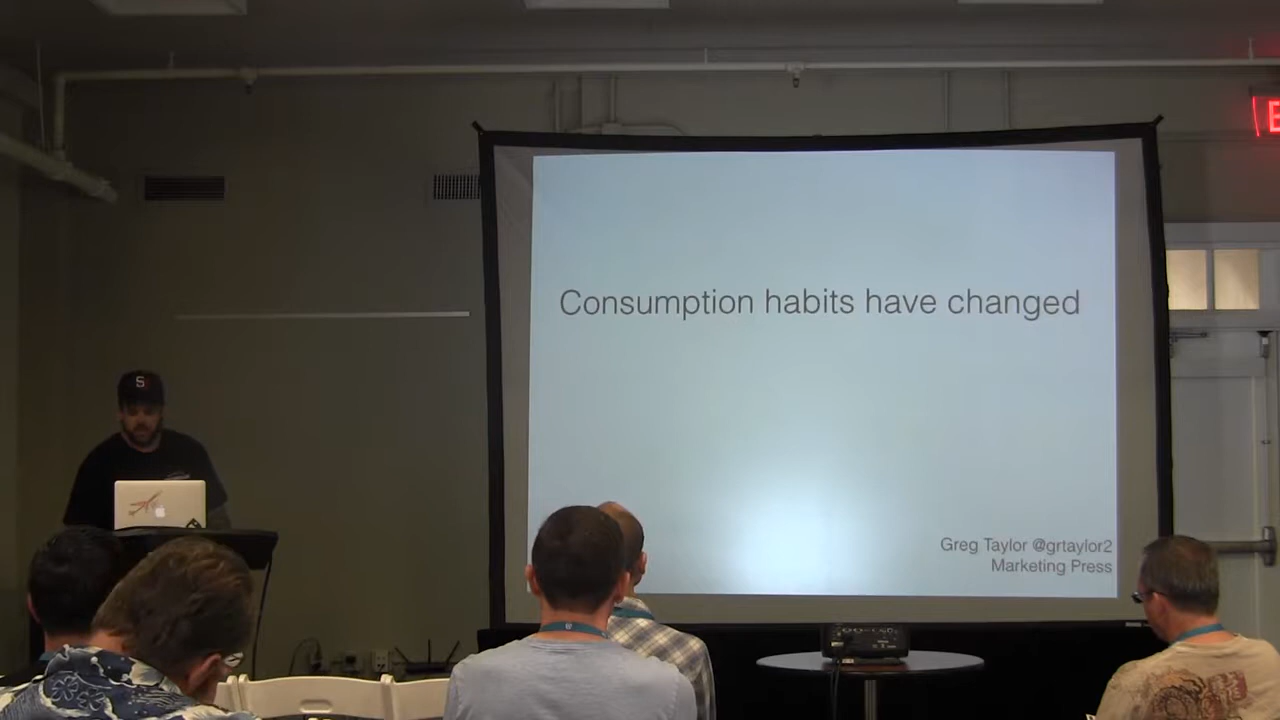 Consumption habits have changed
Greg Taylor @grtaylor2
Marketing Press
E
S